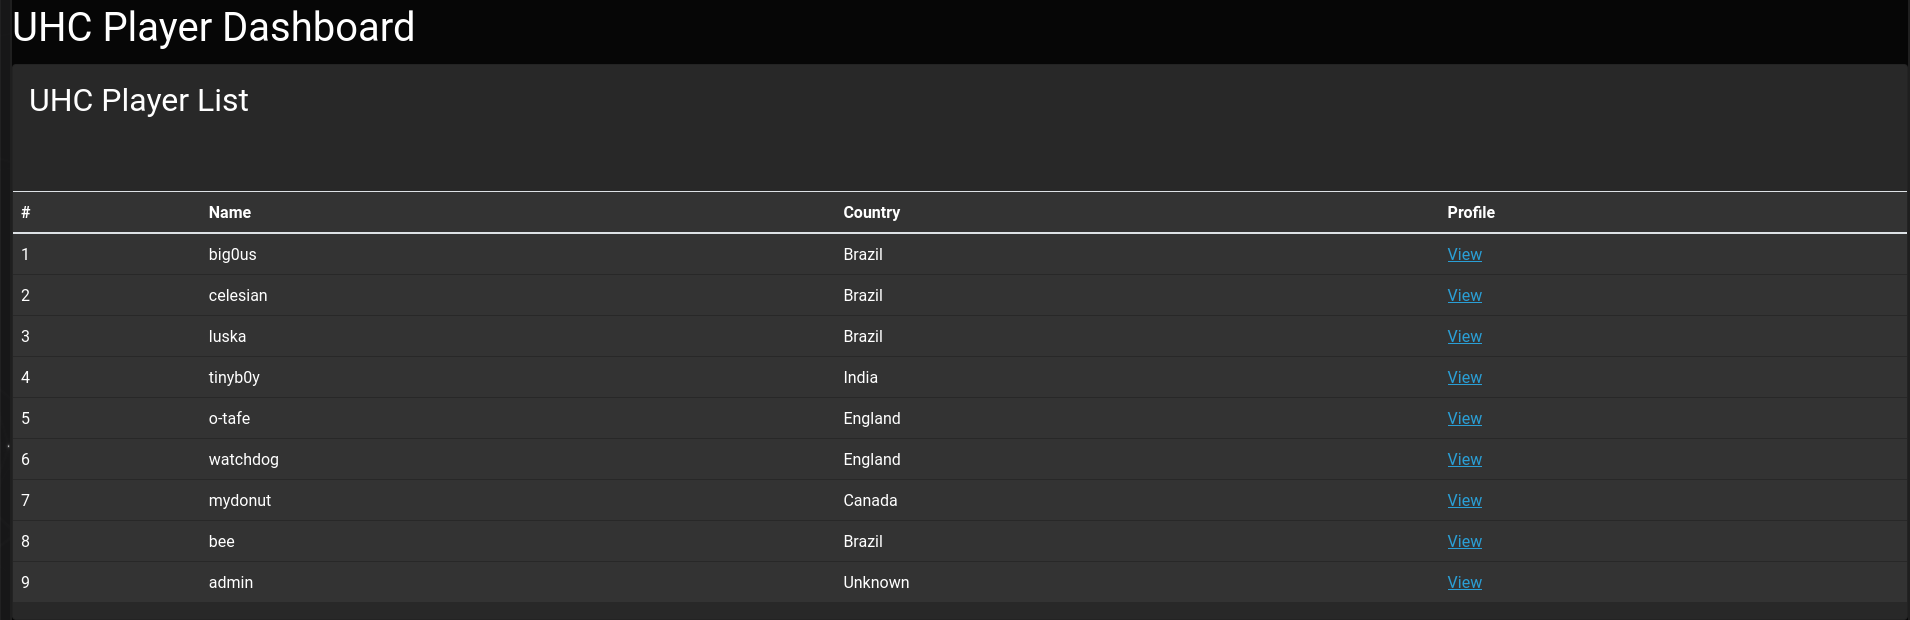 UHC Player Dashboard
UHC Player List
# Name Country Profile
1 big0us Brazil View
2 celesian Brazil View
3 luska Brazil View
4 tinyb0y India View
5 o-tafe England View
6 watchdog England View
7 mydonut Canada View
8 bee Brazil View
9 admin Unknown View